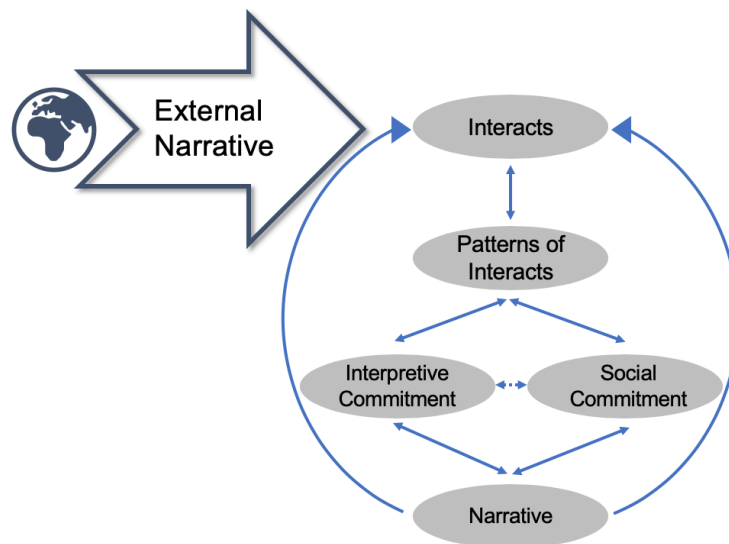 External
Narrative
Interacts
Patterns of
Interacts
Interpretive
Commitment
Social
Commitment
Narrative